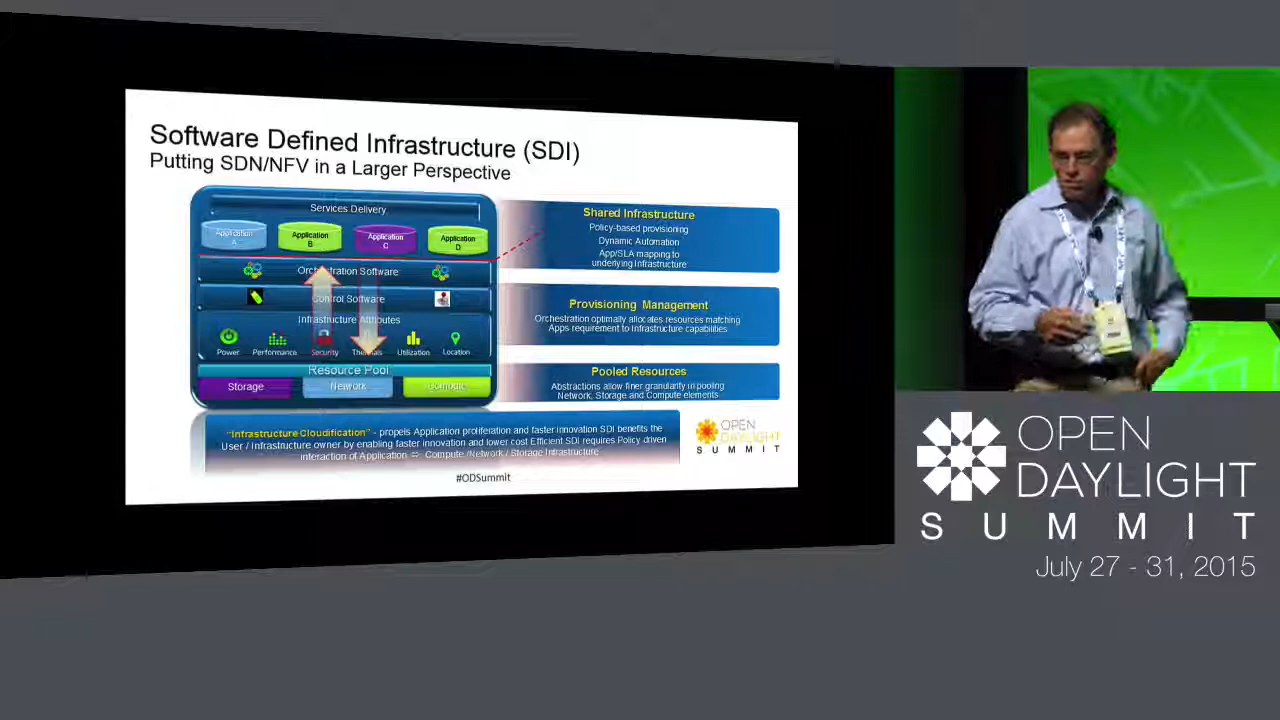 Software Defined Infrastructure (SDI)
Putting SDN/NFV in a Larger Perspective
Services Delivery
Application
A
Application
B
Application
C
Application
D
Orchestration Software
Control Software
Infrastructure Attributes
Power
Performance
Security
Thermals
Utilization
Location
Resource Pool
Storage
Network
Compute
Shared Infrastructure
Policy-based provisioning
Dynamic Automation
App/SLA mapping to
underlying Infrastructure
Provisioning Management
Orchestration optimally allocates resources matching
Apps requirement to Infrastructure capabilities
Pooled Resources
Abstractions allow finer granularity in pooling
Network, Storage and Compute elements
"Infrastructure Cloudification" - propels Application proliferation and faster innovation SDI benefits the
User / Infrastructure owner by enabling faster innovation and lower cost Efficient SDI requires Policy driven
interaction of Application ⇔ Compute /Network / Storage Infrastructure
OPEN
DAYLIGHT
SUMMIT
#ODSummit
OPEN
DAYLIGHT
SUMMIT
July 27 - 31, 2015